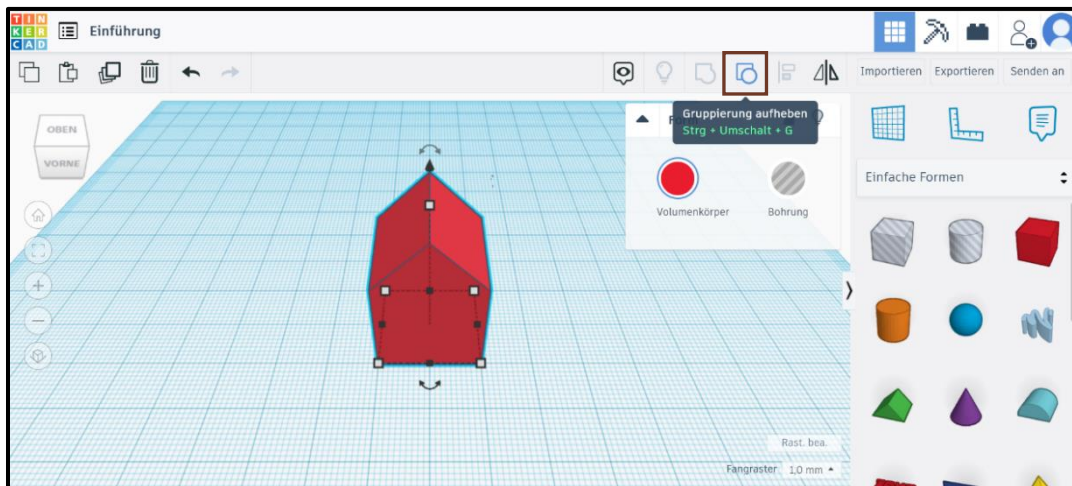 TIN
KER
CAD
Einführung
Importieren
Exportieren
Senden an
Gruppierung aufheben
Strg + Umschalt + G
OBEN
VORNE
Volumenkörper
Bohrung
Einfache Formen
Rast. bea.
Fangraster 1,0 mm